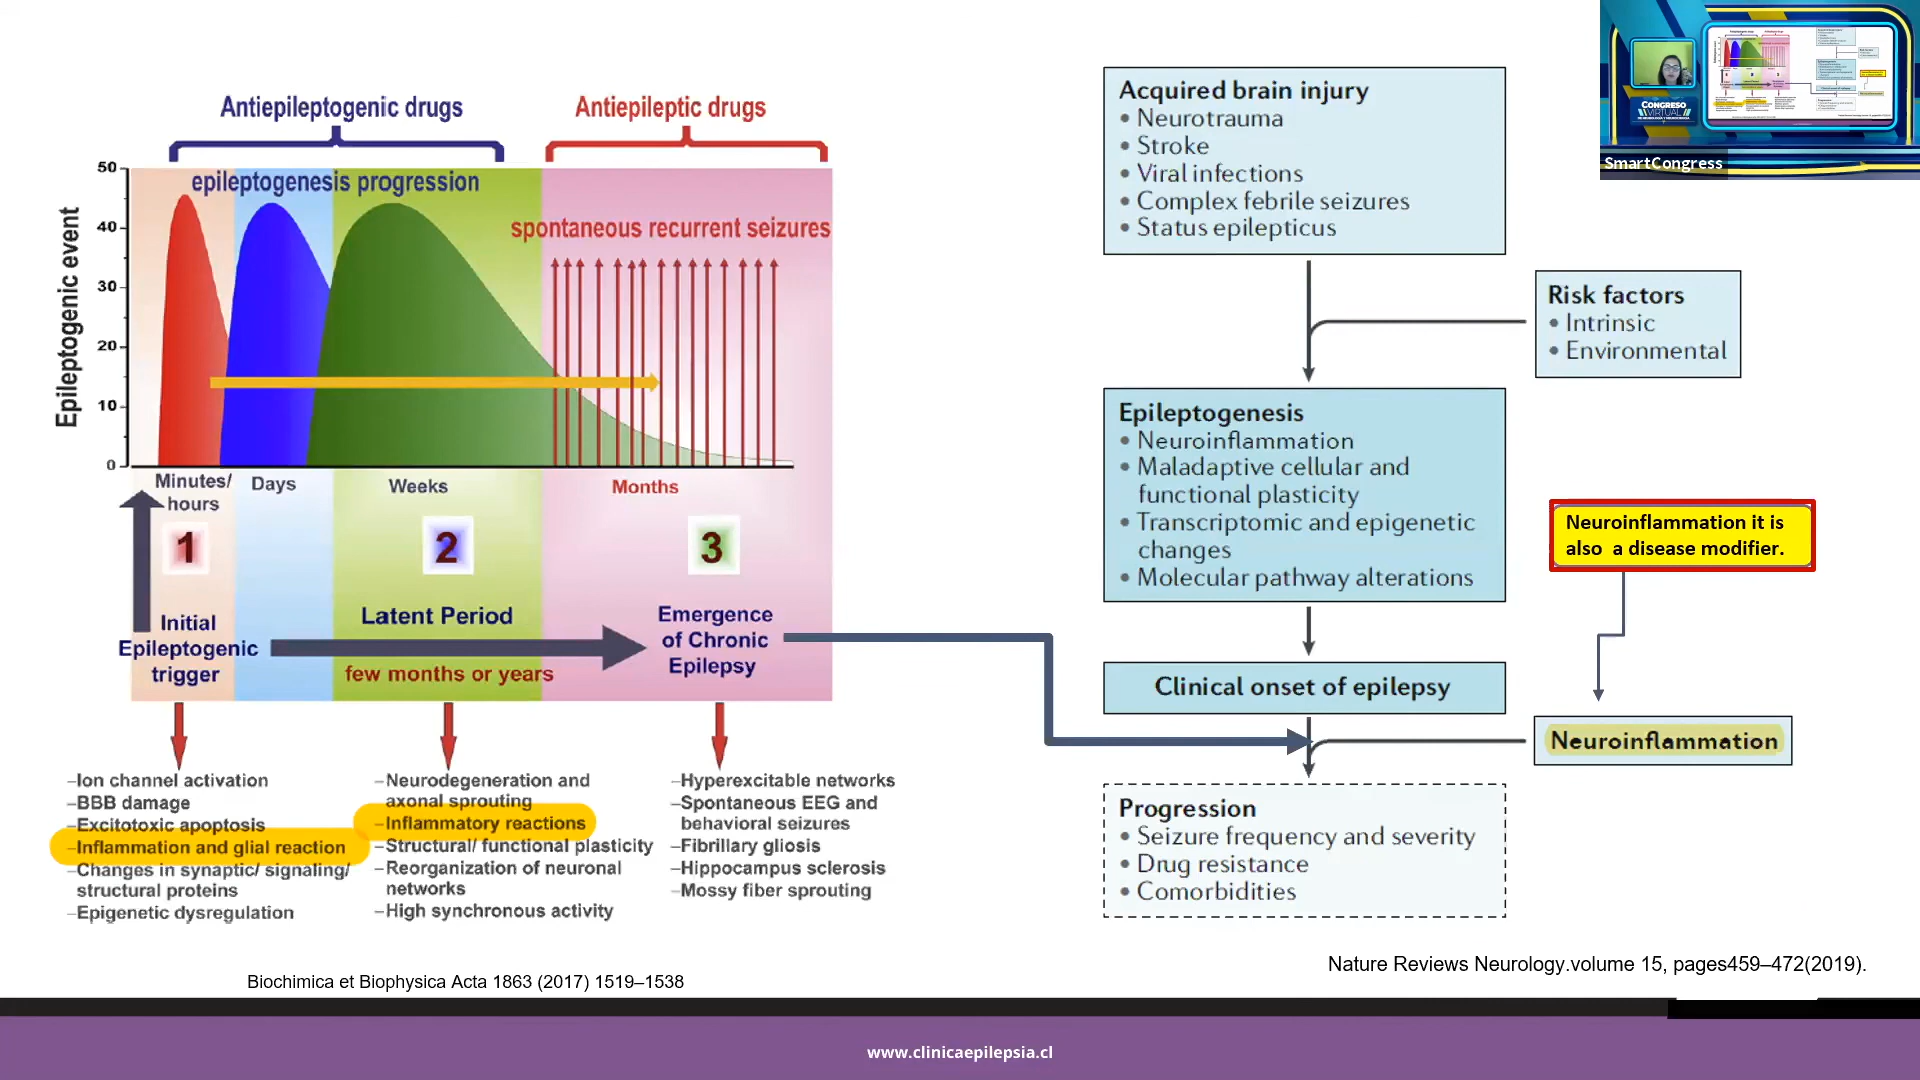 Antiepileptogenic drugs
Antiepileptic drugs
epileptogenesis progression
spontaneous recurrent seizures
Epileptogenic event
50
40
30
20
10
0
Minutes/
hours
Days
Weeks
Months
1
2
3
Initial
Epileptogenic
trigger
Latent Period
few months or years
Emergence
of Chronic
Epilepsy
–Ion channel activation
–BBB damage
–Excitotoxic apoptosis
–Inflammation and glial reaction
–Changes in synaptic/ signaling/
structural proteins
–Epigenetic dysregulation
–Neurodegeneration and
axonal sprouting
–Inflammatory reactions
–Structural/ functional plasticity
–Reorganization of neuronal
networks
–High synchronous activity
–Hyperexcitable networks
–Spontaneous EEG and
behavioral seizures
–Fibrillary gliosis
–Hippocampus sclerosis
–Mossy fiber sprouting
Biochimica et Biophysica Acta 1863 (2017) 1519–1538
Acquired brain injury
• Neurotrauma
• Stroke
• Viral infections
• Complex febrile seizures
• Status epilepticus
Risk factors
• Intrinsic
• Environmental
Epileptogenesis
• Neuroinflammation
• Maladaptive cellular and
functional plasticity
• Transcriptomic and epigenetic
changes
• Molecular pathway alterations
Neuroinflammation it is
also a disease modifier.
Clinical onset of epilepsy
Neuroinflammation
Progression
• Seizure frequency and severity
• Drug resistance
• Comorbidities
Nature Reviews Neurology.volume 15, pages459–472(2019).
www.clinicaepilepsia.cl
CONGRESO
VIRTUAL
SmartCongress